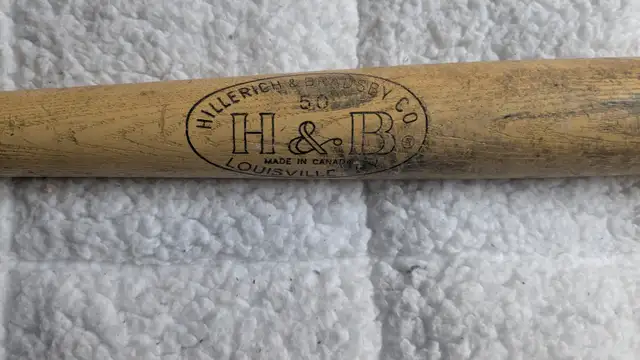 HILLERICH & BRADSBY CO
50
H & B
MADE IN CANADA
LOUISVILLE